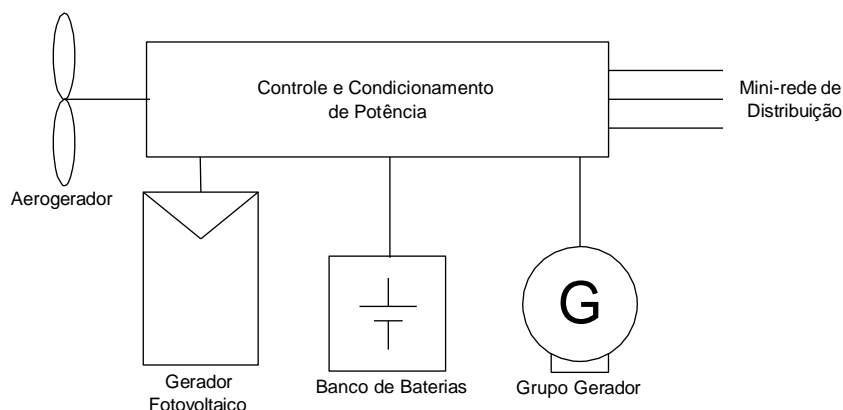 Controle e Condicionamento
de Potência
Mini-rede de
Distribuição
Aerogerador
G
Gerador
Fotovoltaico
Banco de Baterias
Grupo Gerador